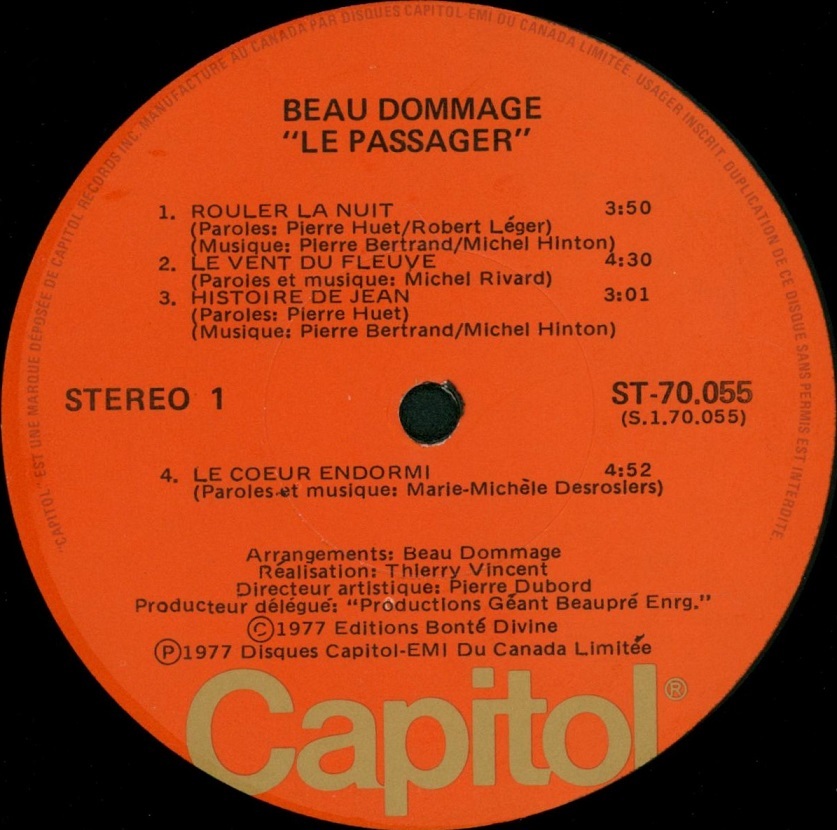 "CAPITOL" EST UNE MARQUE DÉPOSÉE DE CAPITOL RECORDS INC. MANUFACTURÉ AU CANADA PAR DISQUES CAPITOL-EMI DU CANADA LIMITÉE. USAGER INSCRIT. DUPLICATION DE CE DISQUE SANS PERMIS EST INTERDITE.
BEAU DOMMAGE
"LE PASSAGER"
1. ROULER LA NUIT 3:50
(Paroles: Pierre Huet/Robert Léger)
(Musique: Pierre Bertrand/Michel Hinton)
2. LE VENT DU FLEUVE 4:30
(Paroles et musique: Michel Rivard)
3. HISTOIRE DE JEAN 3:01
(Paroles: Pierre Huet)
(Musique: Pierre Bertrand/Michel Hinton)
STEREO 1 ST-70.055
(S.1.70.055)
4. LE COEUR ENDORMI 4:52
(Paroles et musique: Marie-Michèle Desrosiers)
Arrangements: Beau Dommage
Réalisation: Thierry Vincent
Directeur artistique: Pierre Dubord
Producteur délégué: "Productions Géant Beaupré Enrg."
©1977 Editions Bonté Divine
℗1977 Disques Capitol-EMI Du Canada Limitée
Capitol®